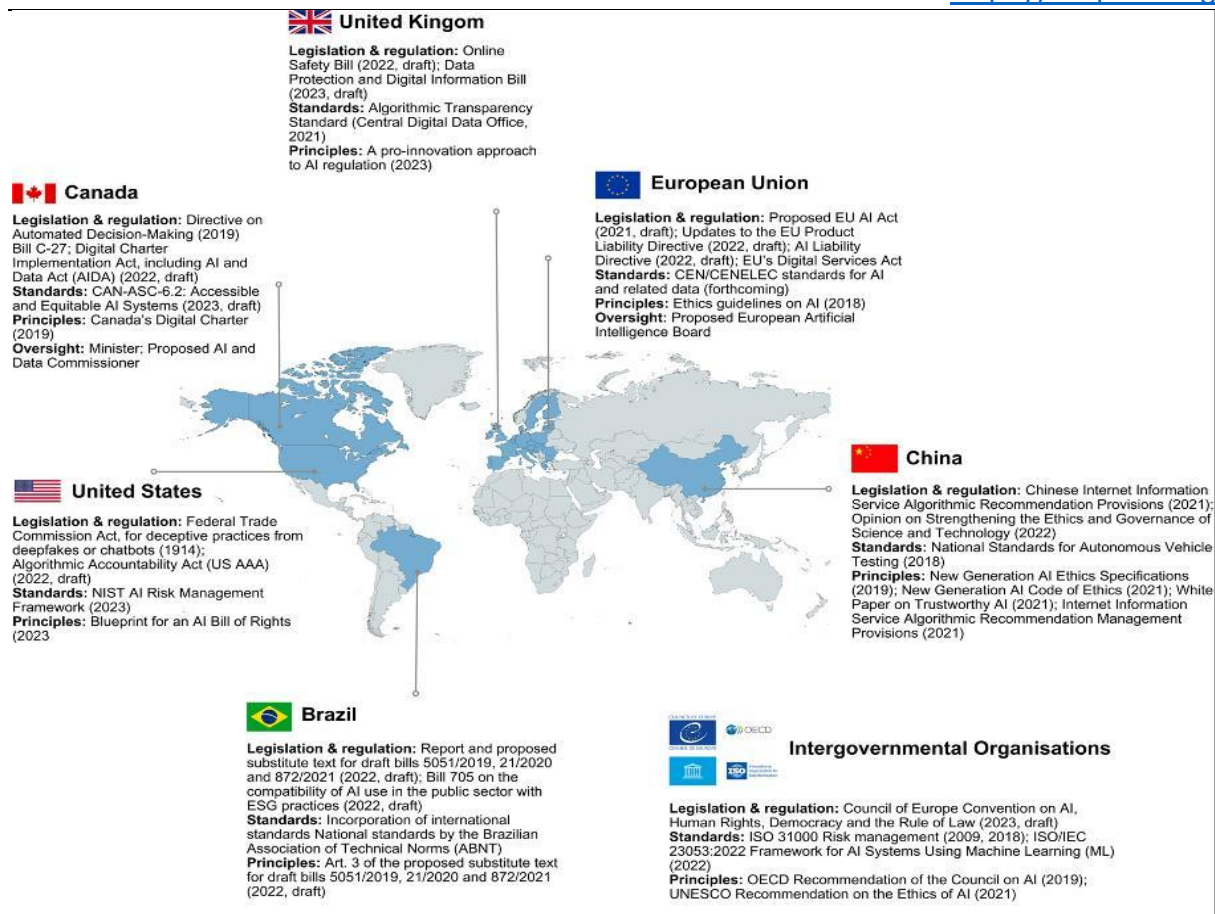 United Kingom
Legislation & regulation: Online
Safety Bill (2022, draft); Data
Protection and Digital Information Bill
(2023, draft)
Standards: Algorithmic Transparency
Standard (Central Digital Data Office,
2021)
Principles: A pro-innovation approach
to AI regulation (2023)
Canada
Legislation & regulation: Directive on
Automated Decision-Making (2019)
Bill C-27; Digital Charter
Implementation Act, including AI and
Data Act (AIDA) (2022, draft)
Standards: CAN-ASC-6.2: Accessible
and Equitable AI Systems (2023, draft)
Principles: Canada's Digital Charter
(2019)
Oversight: Minister; Proposed AI and
Data Commissioner
European Union
Legislation & regulation: Proposed EU AI Act
(2021, draft); Updates to the EU Product
Liability Directive (2022, draft); AI Liability
Directive (2022, draft); EU's Digital Services Act
Standards: CEN/CENELEC standards for AI
and related data (forthcoming)
Principles: Ethics guidelines on AI (2018)
Oversight: Proposed European Artificial
Intelligence Board
United States
Legislation & regulation: Federal Trade
Commission Act, for deceptive practices from
deepfakes or chatbots (1914);
Algorithmic Accountability Act (US AAA)
(2022, draft)
Standards: NIST AI Risk Management
Framework (2023)
Principles: Blueprint for an AI Bill of Rights
(2023
China
Legislation & regulation: Chinese Internet Information
Service Algorithmic Recommendation Provisions (2021);
Opinion on Strengthening the Ethics and Governance of
Science and Technology (2022)
Standards: National Standards for Autonomous Vehicle
Testing (2018)
Principles: New Generation AI Ethics Specifications
(2019); New Generation AI Code of Ethics (2021); White
Paper on Trustworthy AI (2021); Internet Information
Service Algorithmic Recommendation Management
Provisions (2021)
Brazil
Legislation & regulation: Report and proposed
substitute text for draft bills 5051/2019, 21/2020
and 872/2021 (2022, draft); Bill 705 on the
compatibility of AI use in the public sector with
ESG practices (2022, draft)
Standards: Incorporation of international
standards National standards by the Brazilian
Association of Technical Norms (ABNT)
Principles: Art. 3 of the proposed substitute text
for draft bills 5051/2019, 21/2020 and 872/2021
(2022, draft)
OECD
ISO
Intergovernmental Organisations
Legislation & regulation: Council of Europe Convention on AI,
Human Rights, Democracy and the Rule of Law (2023, draft)
Standards: ISO 31000 Risk management (2009, 2018); ISO/IEC
23053:2022 Framework for AI Systems Using Machine Learning (ML)
(2022)
Principles: OECD Recommendation of the Council on AI (2019);
UNESCO Recommendation on the Ethics of AI (2021)